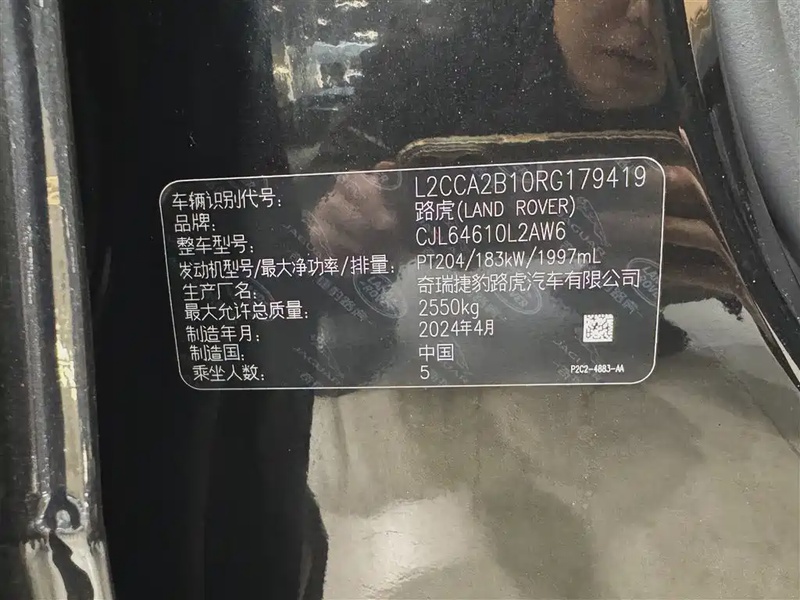 车辆识别代号: L2CCA2B10RG179419
品牌: 路虎(LAND ROVER)
整车型号: CJL64610L2AW6
发动机型号/最大净功率/排量: PT204/183kW/1997mL
生产厂名: 奇瑞捷豹路虎汽车有限公司
最大允许总质量: 2550kg
制造年月: 2024年4月
制造国: 中国
乘坐人数: 5
P2C2-4883-AA